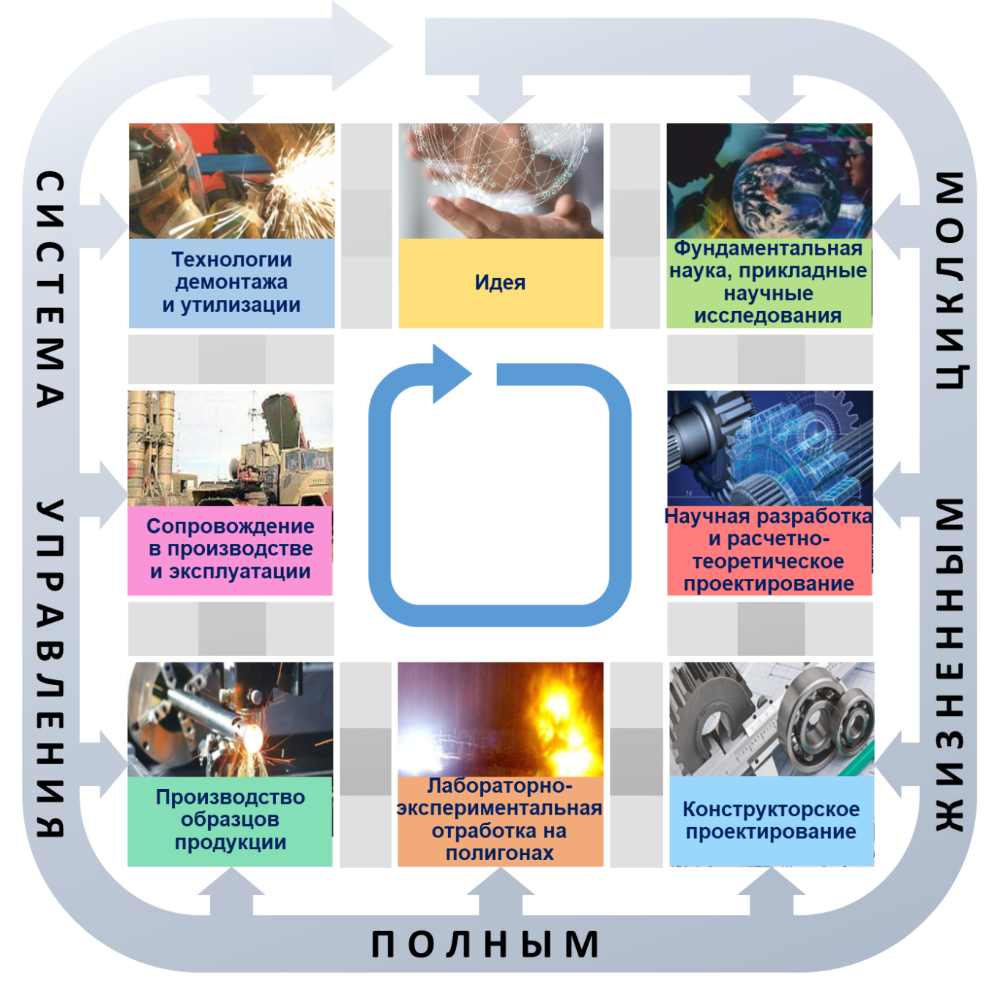 СИСТЕМА УПРАВЛЕНИЯ
ПОЛНЫМ
ЖИЗНЕННЫМ ЦИКЛОМ
Технологии
демонтажа
и утилизации
Идея
Фундаментальная
наука, прикладные
научные
исследования
Сопровождение
в производстве
и эксплуатации
Научная разработка
и расчетно-
теоретическое
проектирование
Производство
образцов
продукции
Лабораторно-
экспериментальная
отработка на
полигонах
Конструкторское
проектирование